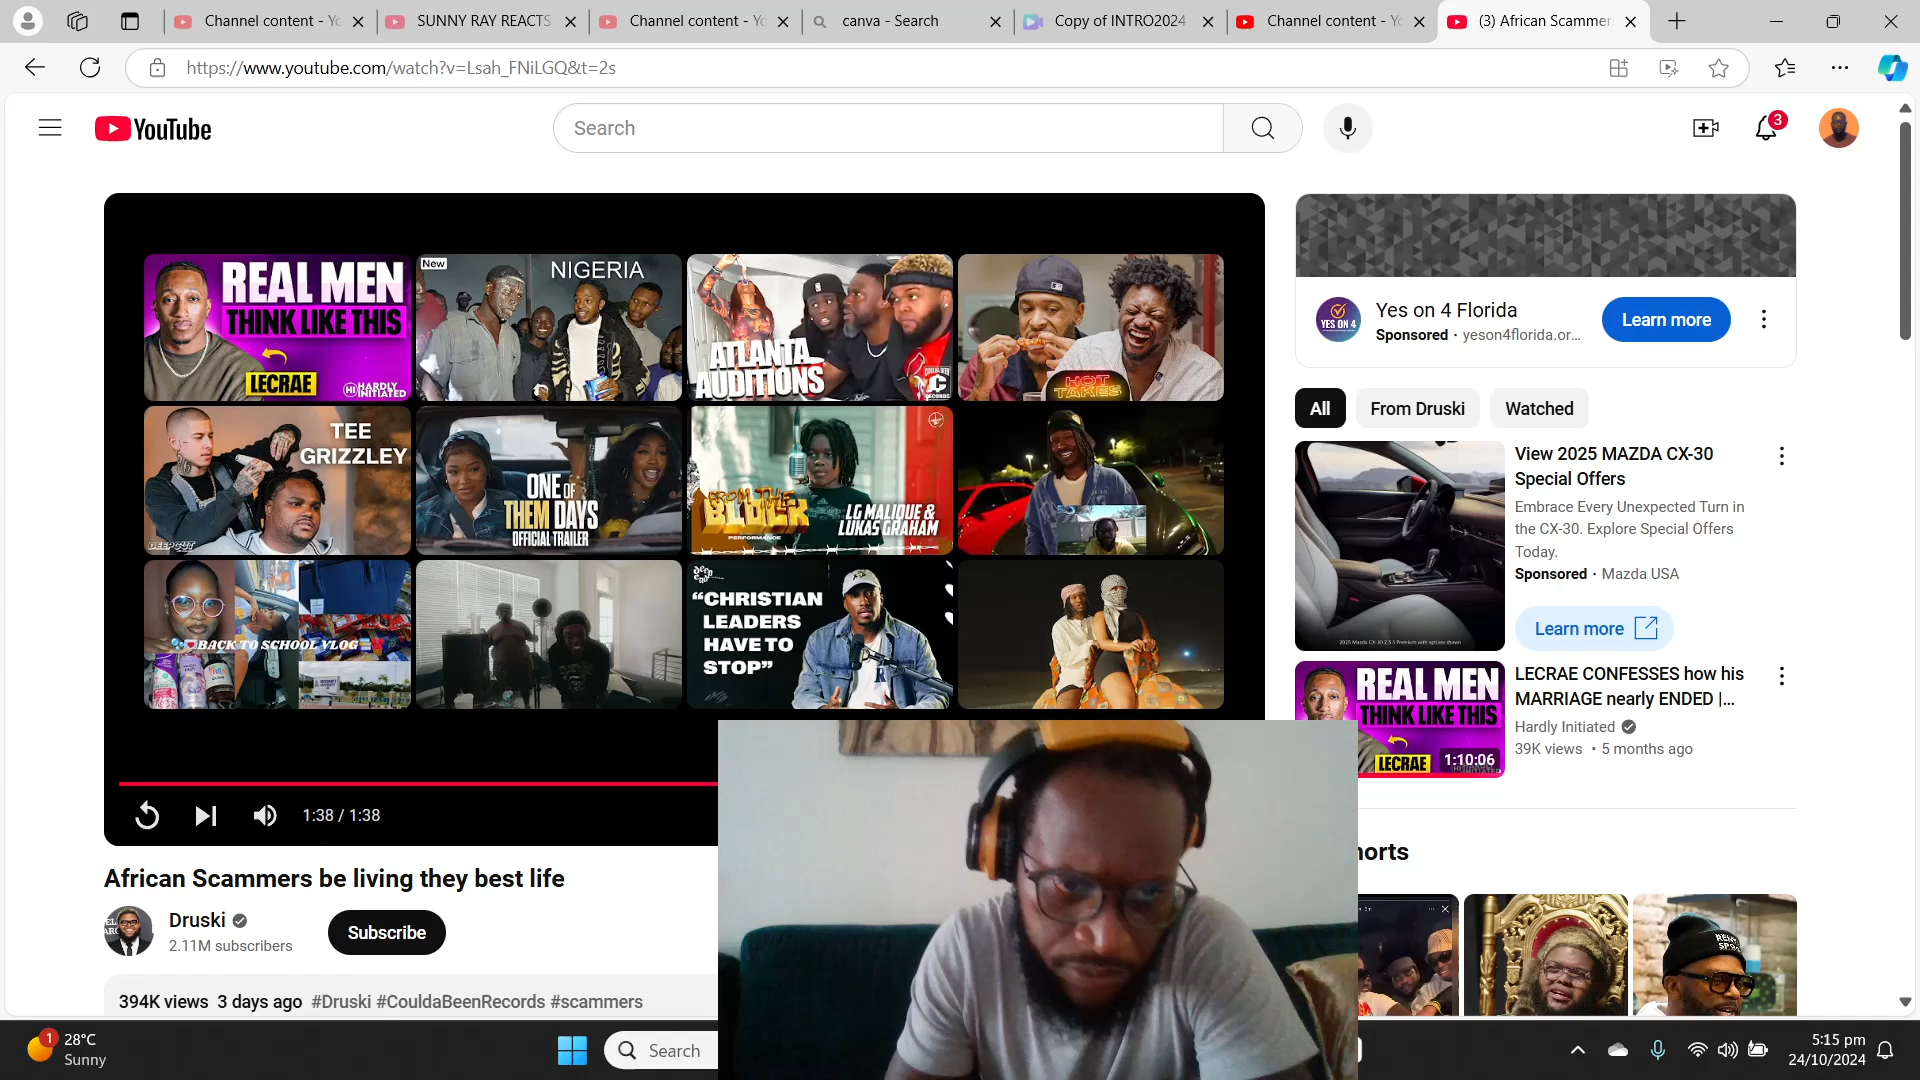 Channel content - Yo
SUNNY RAY REACTS
Channel content - Yo
canva - Search
Copy of INTRO2024
Channel content - Yo
(3) African Scammer
https://www.youtube.com/watch?v=Lsah_FNiLGQ&t=2s
YouTube
Search
3
REAL MEN
THINK LIKE THIS
LECRAE
HARDLY
INITIATED
New
NIGERIA
ATLANTA
AUDITIONS
HOT
TAKES
TEE
GRIZZLEY
DEEPCUT
ONE OF
THEM DAYS
OFFICIAL TRAILER
FROM THE
BLOCK
PERFORMANCE
LG MALIQUE &
LUKAS GRAHAM
BACK TO SCHOOL VLOG
"CHRISTIAN
LEADERS
HAVE TO
STOP"
1:38 / 1:38
African Scammers be living they best life
Druski
2.11M subscribers
Subscribe
394K views 3 days ago #Druski #CouldaBeenRecords #scammers
YES ON 4
Yes on 4 Florida
Sponsored · yeson4florida.or...
Learn more
All
From Druski
Watched
View 2025 MAZDA CX-30
Special Offers
Embrace Every Unexpected Turn in
the CX-30. Explore Special Offers
Today.
Sponsored · Mazda USA
Learn more
REAL MEN
THINK LIKE THIS
LECRAE
1:10:06
LECRAE CONFESSES how his
MARRIAGE nearly ENDED |...
Hardly Initiated
39K views • 5 months ago
horts
1
28°C
Sunny
Search
5:15 pm
24/10/2024